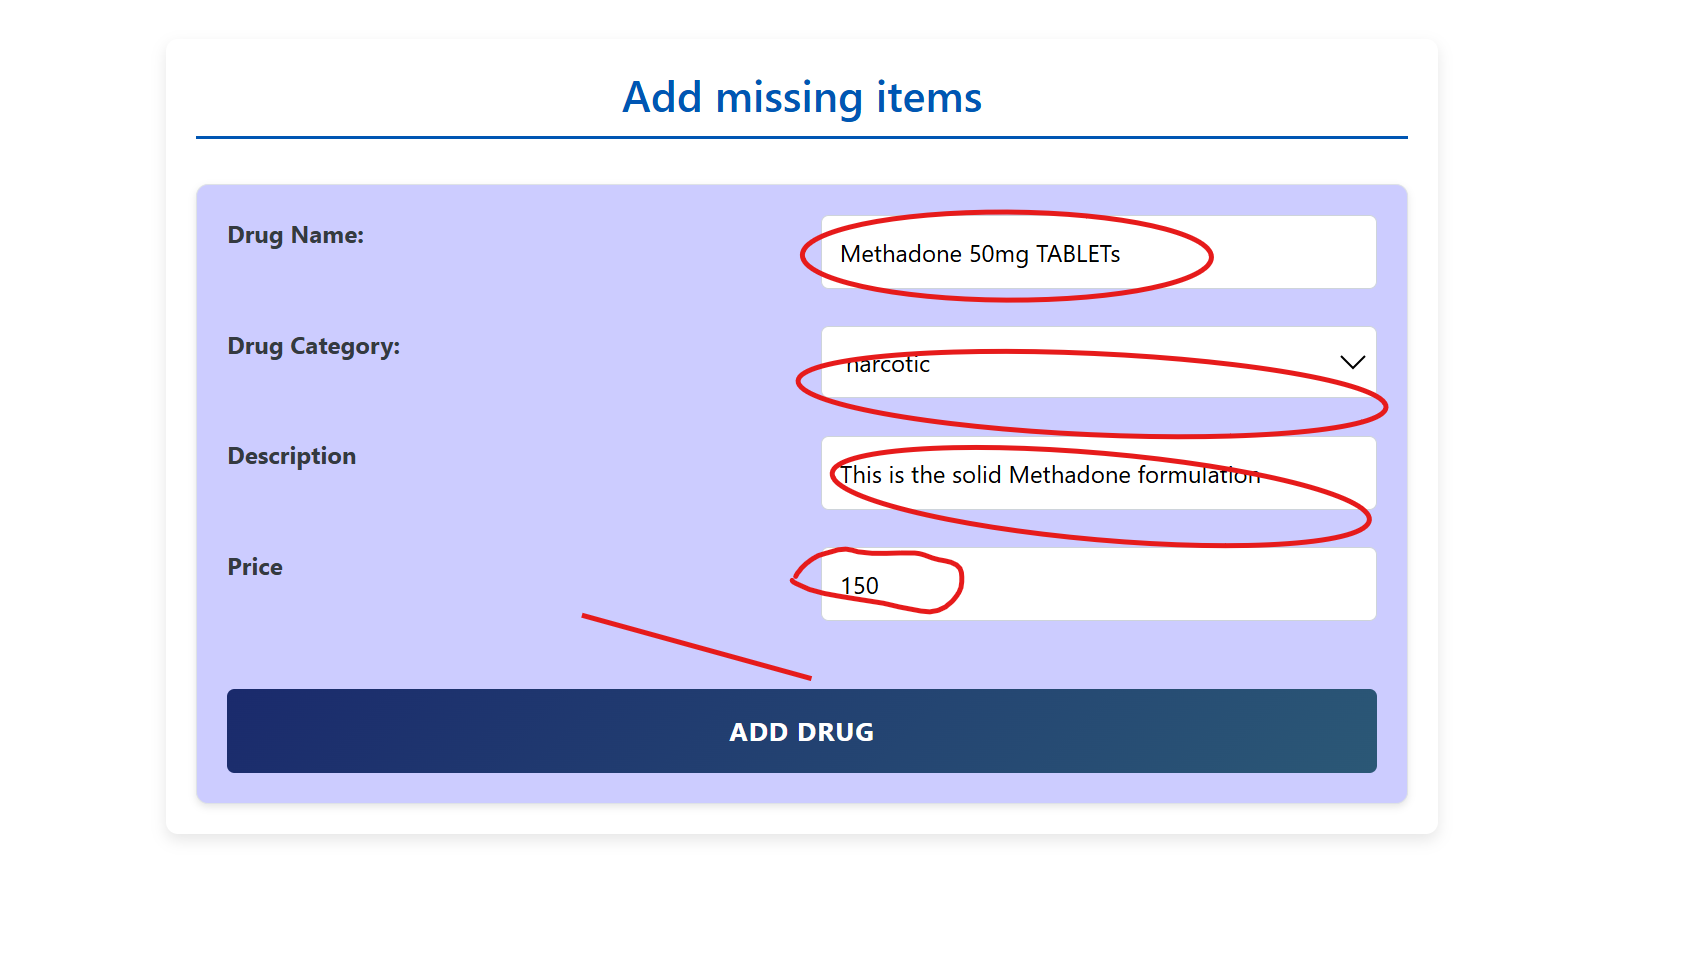 Add missing items
Drug Name:
Methadone 50mg TABLETs
Drug Category:
narcotic
Description
This is the solid Methadone formulation
Price
150
ADD DRUG